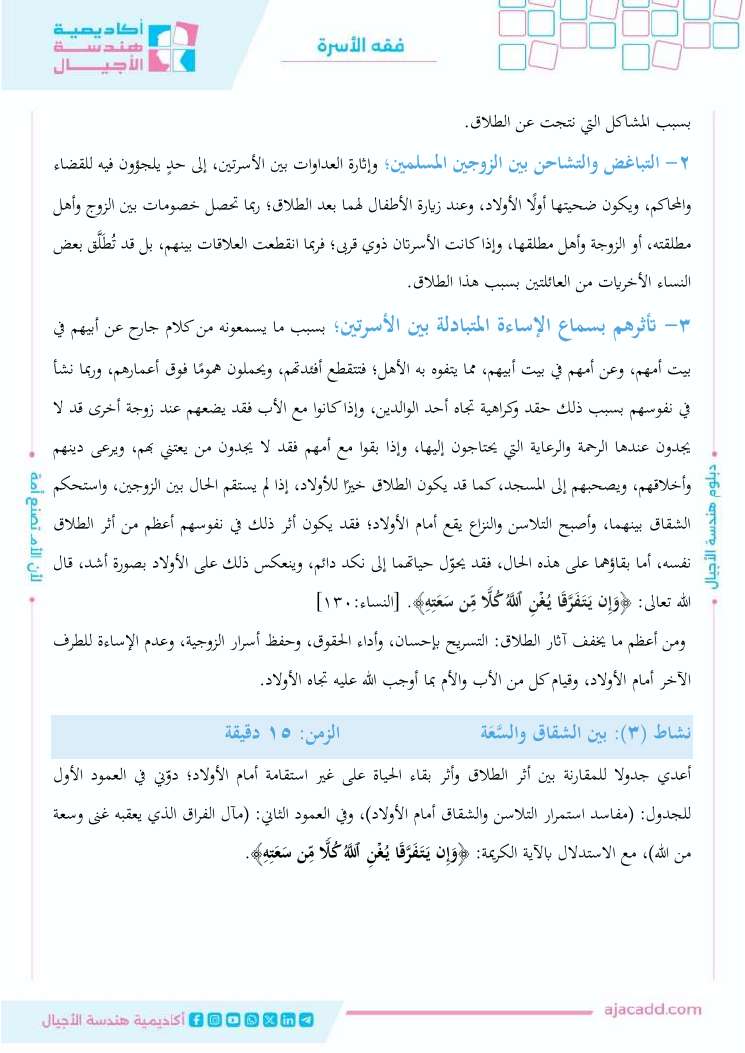 أكاديمية
هندسة
الأجيال
فقه الأسرة
بسبب المشاكل التي نتجت عن الطلاق.
٢- التباغض والتشاحن بين الزوجين المسلمين؛ وإثارة العداوات بين الأسرتين، إلى حدٍ يلجؤون فيه للقضاء
والمحاكم، ويكون ضحيتها أولًا الأولاد، وعند زيارة الأطفال لهما بعد الطلاق؛ ربما تحصل خصومات بين الزوج وأهل
مطلقته، أو الزوجة وأهل مطلقها، وإذا كانت الأسرتان ذوي قربى؛ فربما انقطعت العلاقات بينهم، بل قد تُطَلَّق بعض
النساء الأخريات من العائلتين بسبب هذا الطلاق.
٣- تأثرهم بسماع الإساءة المتبادلة بين الأسرتين؛ بسبب ما يسمعونه من كلام جارح عن أبيهم في
بيت أمهم، وعن أمهم في بيت أبيهم، مما يتفوه به الأهل؛ فتتقطع أفئدتهم، ويحملون همومًا فوق أعمارهم، وربما نشأ
في نفوسهم بسبب ذلك حقد وكراهية تجاه أحد الوالدين، وإذا كانوا مع الأب فقد يضعهم عند زوجة أخرى قد لا
يجدون عندها الرحمة والرعاية التي يحتاجون إليها، وإذا بقوا مع أمهم فقد لا يجدون من يعتني بهم، ويرعى دينهم
وأخلاقهم، ويصحبهم إلى المسجد، كما قد يكون الطلاق خيرًا للأولاد، إذا لم يستقم الحال بين الزوجين، واستحكم
الشقاق بينهما، وأصبح التلاسن والنزاع يقع أمام الأولاد؛ فقد يكون أثر ذلك في نفوسهم أعظم من أثر الطلاق
نفسه، أما بقاؤهما على هذه الحال، فقد يحوّل حياتهما إلى نكد دائم، وينعكس ذلك على الأولاد بصورة أشد، قال
الله تعالى: ﴿وَإِن يَتَفَرَّقَا يُغْنِ ٱللَّهُ كُلًّا مِّن سَعَتِهِ﴾. [النساء:١٣٠]
ومن أعظم ما يخفف آثار الطلاق: التسريح بإحسان، وأداء الحقوق، وحفظ أسرار الزوجية، وعدم الإساءة للطرف
الآخر أمام الأولاد، وقيام كل من الأب والأم بما أوجب الله عليه تجاه الأولاد.
نشاط (٣): بين الشقاق والسَّعَة الزمن: ١٥ دقيقة
أعدي جدولا للمقارنة بين أثر الطلاق وأثر بقاء الحياة على غير استقامة أمام الأولاد؛ دوّني في العمود الأول
للجدول: (مفاسد استمرار التلاسن والشقاق أمام الأولاد)، وفي العمود الثاني: (مآل الفراق الذي يعقبه غنى وسعة
من الله)، مع الاستدلال بالآية الكريمة: ﴿وَإِن يَتَفَرَّقَا يُغْنِ ٱللَّهُ كُلًّا مِّن سَعَتِهِ﴾.
دبلوم هندسة الأجيال
لأن الأم تصنع أمة
أكاديمية هندسة الأجيال
ajacadd.com